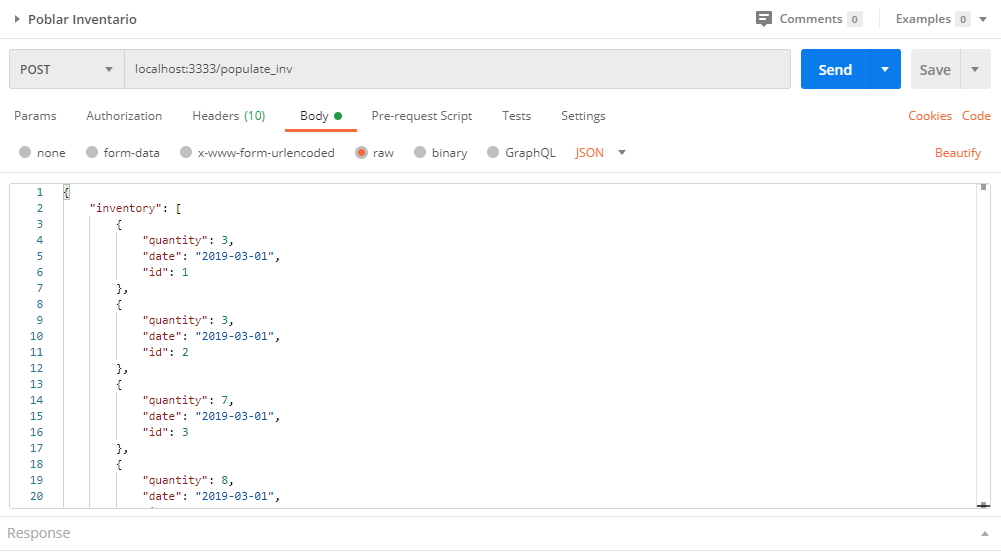 Poblar Inventario Comments 0 Examples 0
POST localhost:3333/populate_inv Send Save
Params Authorization Headers (10) Body Pre-request Script Tests Settings Cookies Code
none form-data x-www-form-urlencoded raw binary GraphQL JSON Beautify
1 {
2 "inventory": [
3 {
4 "quantity": 3,
5 "date": "2019-03-01",
6 "id": 1
7 },
8 {
9 "quantity": 3,
10 "date": "2019-03-01",
11 "id": 2
12 },
13 {
14 "quantity": 7,
15 "date": "2019-03-01",
16 "id": 3
17 },
18 {
19 "quantity": 8,
20 "date": "2019-03-01",
Response